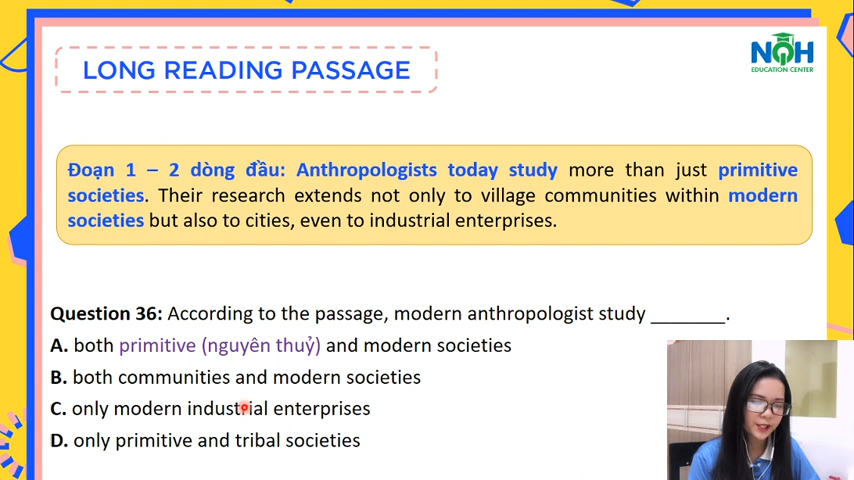 LONG READING PASSAGE
NQH
EDUCATION CENTER
Đoạn 1 – 2 dòng đầu: Anthropologists today study more than just primitive
societies. Their research extends not only to village communities within modern
societies but also to cities, even to industrial enterprises.
Question 36: According to the passage, modern anthropologist study _______.
A. both primitive (nguyên thuỷ) and modern societies
B. both communities and modern societies
C. only modern industrial enterprises
D. only primitive and tribal societies